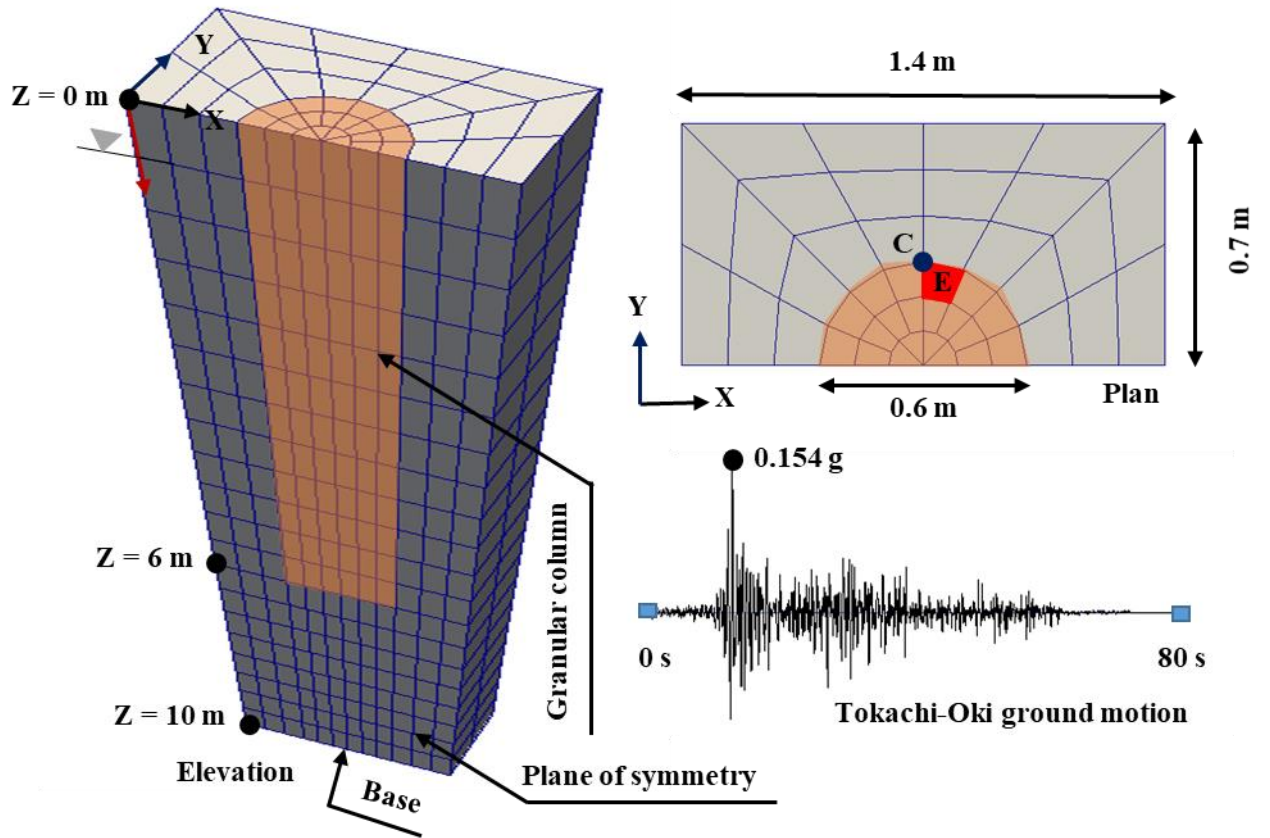 Y
Z = 0 m
X
Z = 6 m
Z = 10 m
Elevation
Base
Granular column
Plane of symmetry
1.4 m
0.7 m
C
E
Y
X
0.6 m
Plan
0.154 g
0 s
80 s
Tokachi-Oki ground motion